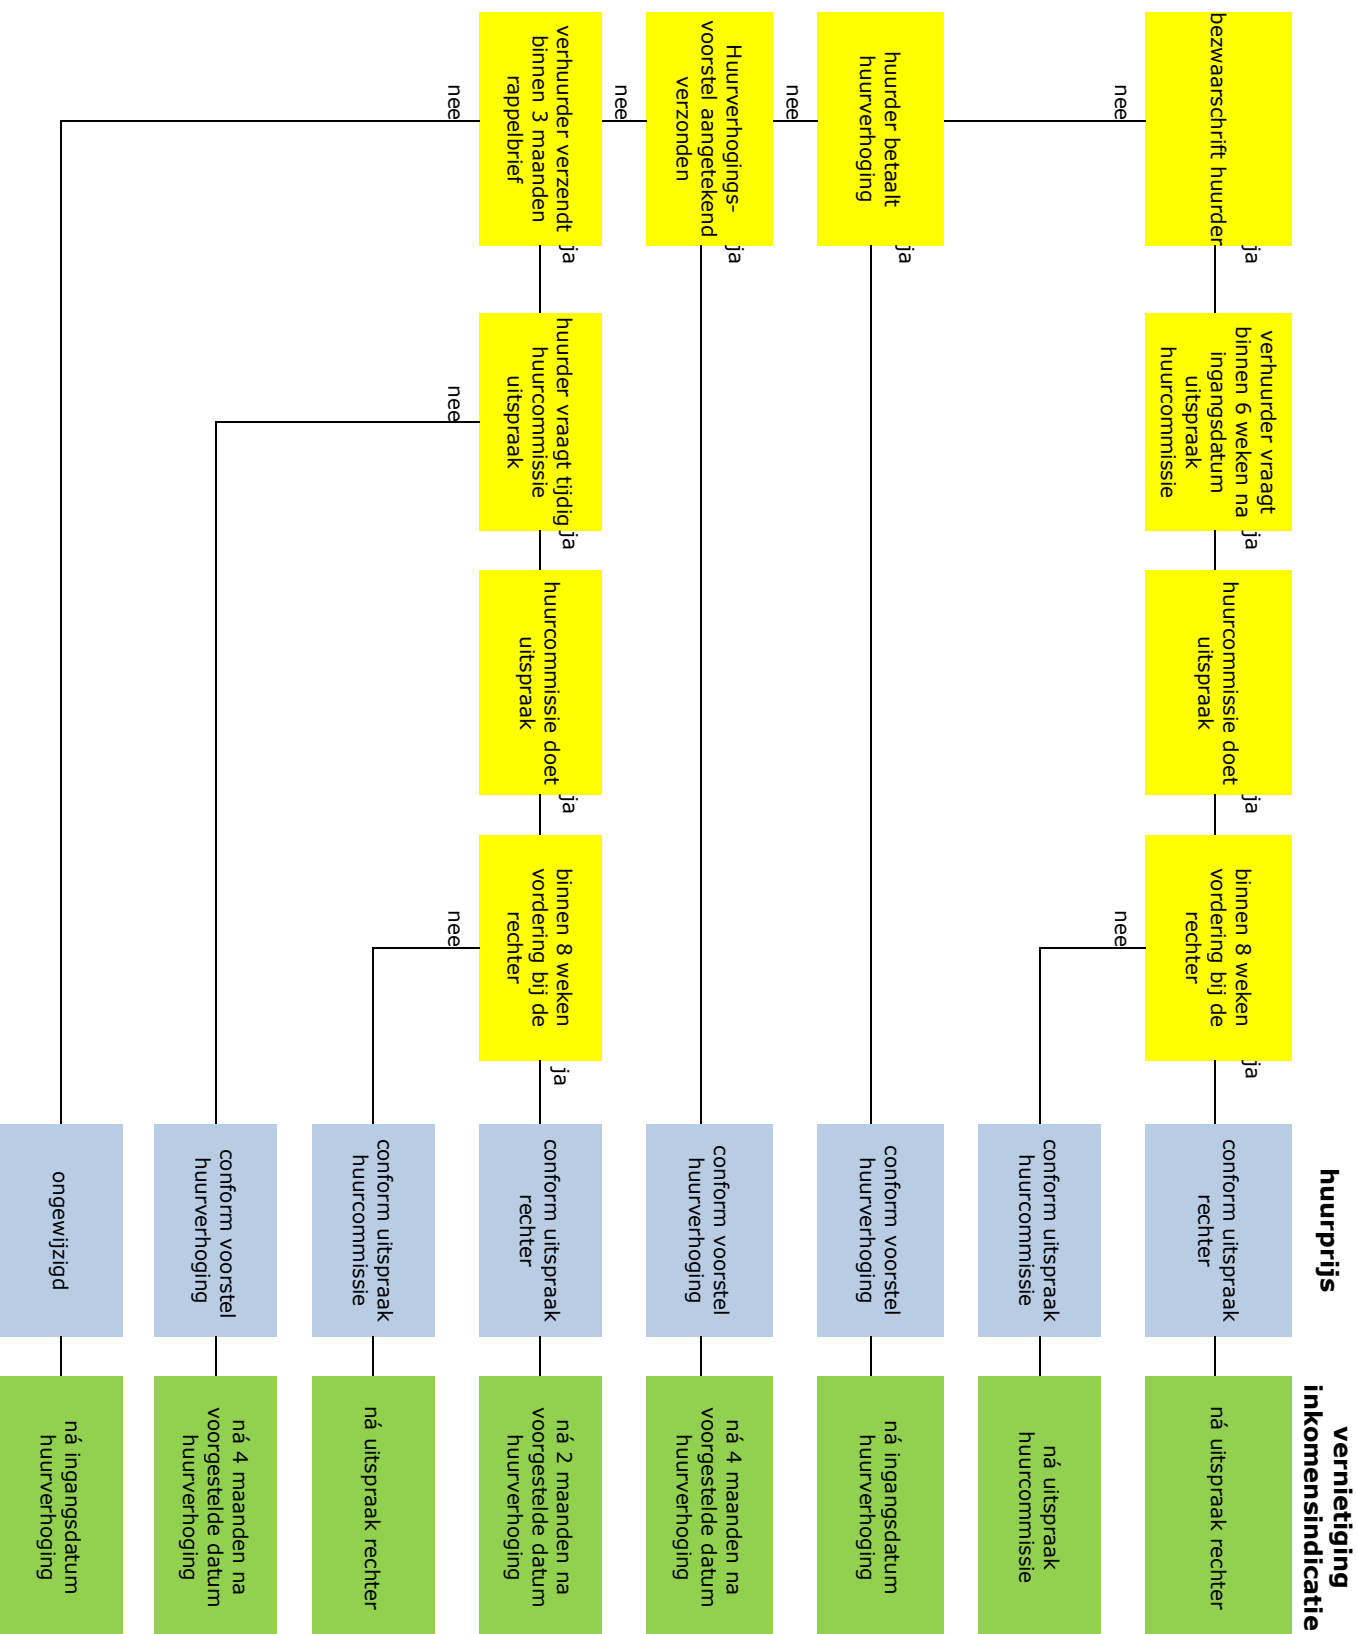 huurprijs
vernietiging
inkomensindicatie
bezwaarschrift huurder
ja
verhuurder vraagt
binnen 6 weken na
ingangsdatum
uitspraak
huurcommissie
ja
huurcommissie doet
uitspraak
ja
binnen 8 weken
vordering bij de
rechter
ja
conform uitspraak
rechter
ná uitspraak rechter
nee
nee
conform uitspraak
huurcommissie
ná uitspraak
huurcommissie
huurder betaalt
huurverhoging
ja
conform voorstel
huurverhoging
ná ingangsdatum
huurverhoging
nee
Huurverhogings-
voorstel aangetekend
verzonden
ja
conform voorstel
huurverhoging
ná 4 maanden na
voorgestelde datum
huurverhoging
nee
verhuurder verzendt
binnen 3 maanden
rappelbrief
ja
huurder vraagt tijdig
huurcommissie
uitspraak
ja
huurcommissie doet
uitspraak
ja
binnen 8 weken
vordering bij de
rechter
ja
conform uitspraak
rechter
ná 2 maanden na
voorgestelde datum
huurverhoging
nee
nee
nee
conform uitspraak
huurcommissie
ná uitspraak rechter
conform voorstel
huurverhoging
ná 4 maanden na
voorgestelde datum
huurverhoging
ongewijzigd
ná ingangsdatum
huurverhoging